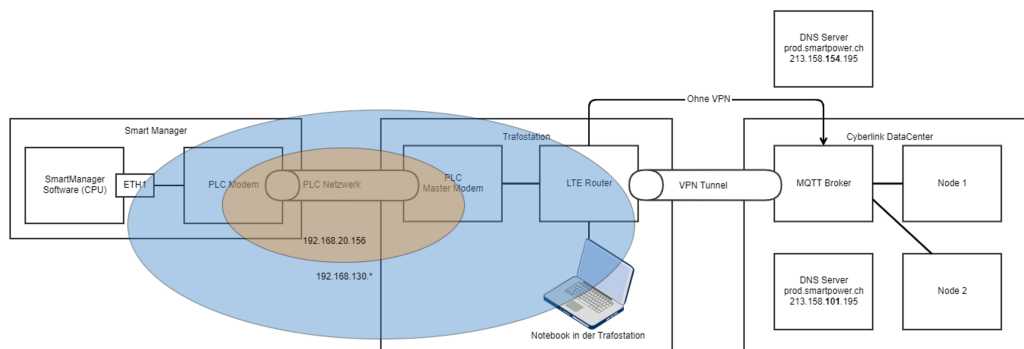 DNS Server
prod.smartpower.ch
213.158.154.195
Ohne VPN
Smart Manager
Trafostation
Cyberlink DataCenter
SmartManager
Software (CPU)
ETH1
PLC Modem
PLC Netzwerk
PLC
Master Modem
LTE Router
VPN Tunnel
MQTT Broker
Node 1
192.168.20.156
192.168.130.*
DNS Server
prod.smartpower.ch
213.158.101.195
Node 2
Notebook in der Trafostation